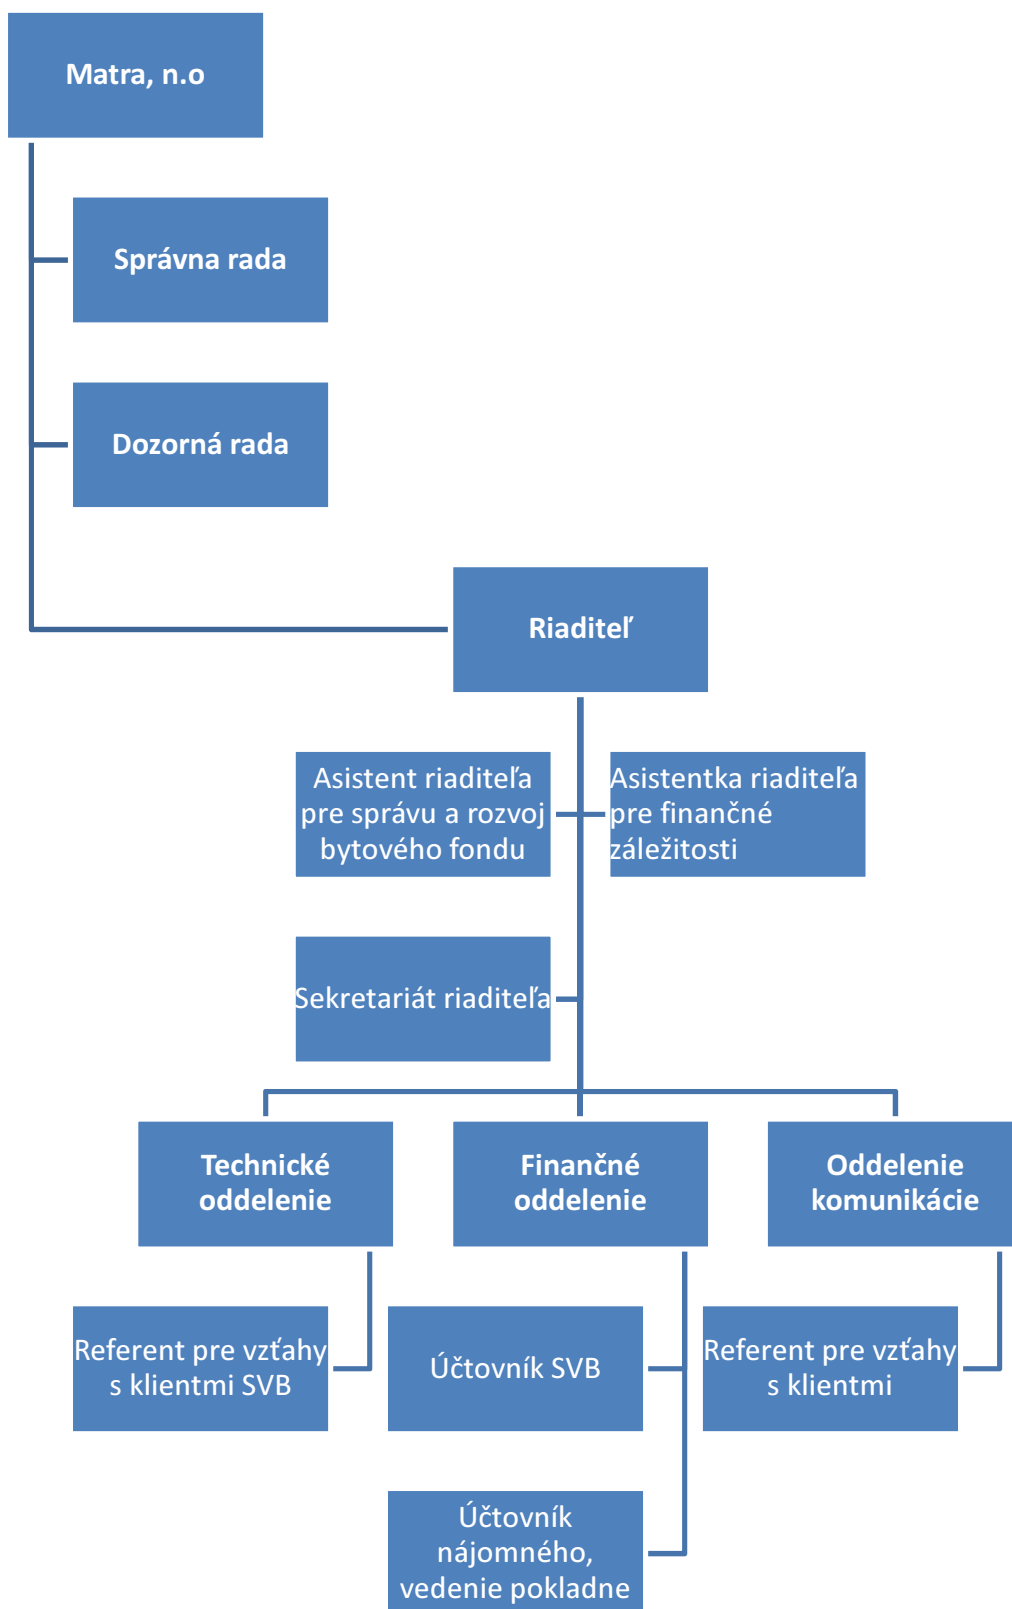 Matra, n.o
Správna rada
Dozorná rada
Riaditeľ
Asistent riaditeľa
pre správu a rozvoj
bytového fondu
Asistentka riaditeľa
pre finančné
záležitosti
Sekretariát riaditeľa
Technické
oddelenie
Finančné
oddelenie
Oddelenie
komunikácie
Referent pre vzťahy
s klientmi SVB
Účtovník SVB
Referent pre vzťahy
s klientmi
Účtovník
nájomného,
vedenie pokladne